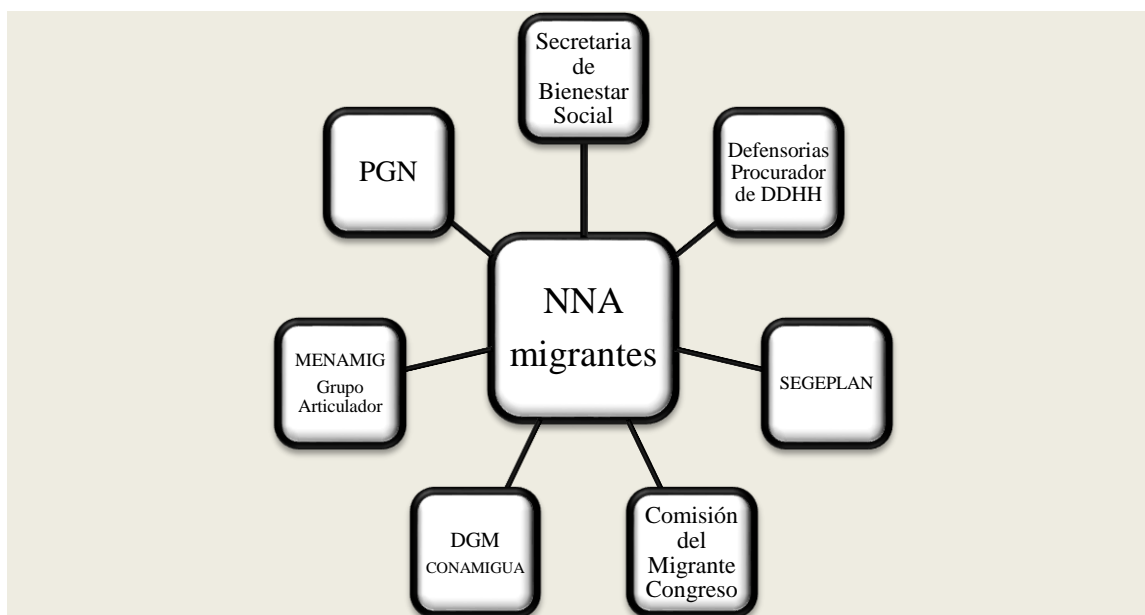 Secretaria
de
Bienestar
Social
PGN
Defensorias
Procurador
de DDHH
NNA
migrantes
MENAMIG
Grupo
Articulador
SEGEPLAN
DGM
CONAMIGUA
Comisión
del
Migrante
Congreso